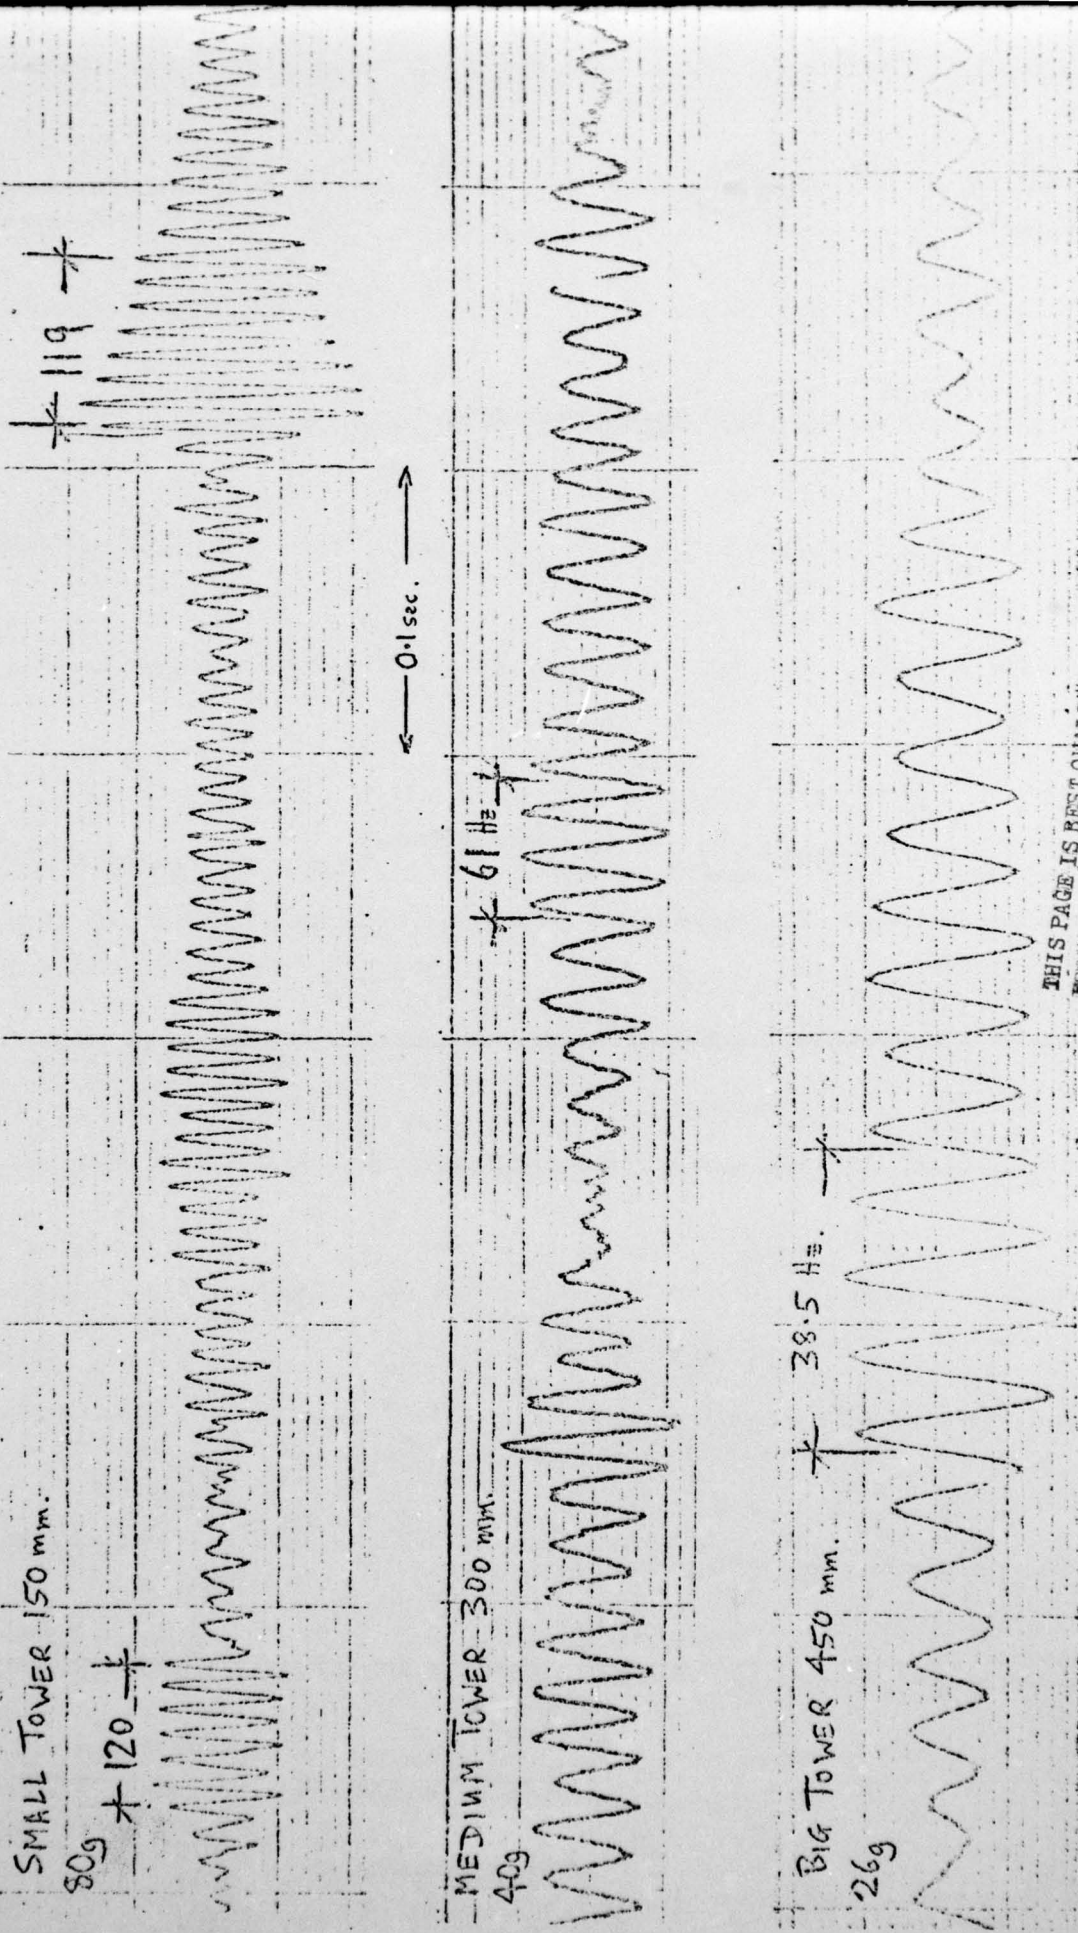 SMALL TOWER 150 mm.
80g
120
119
0.1 sec.
MEDIUM TOWER 300 mm.
40g
61 Hz
BIG TOWER 450 mm.
26g
38.5 Hz.
THIS PAGE IS BEST